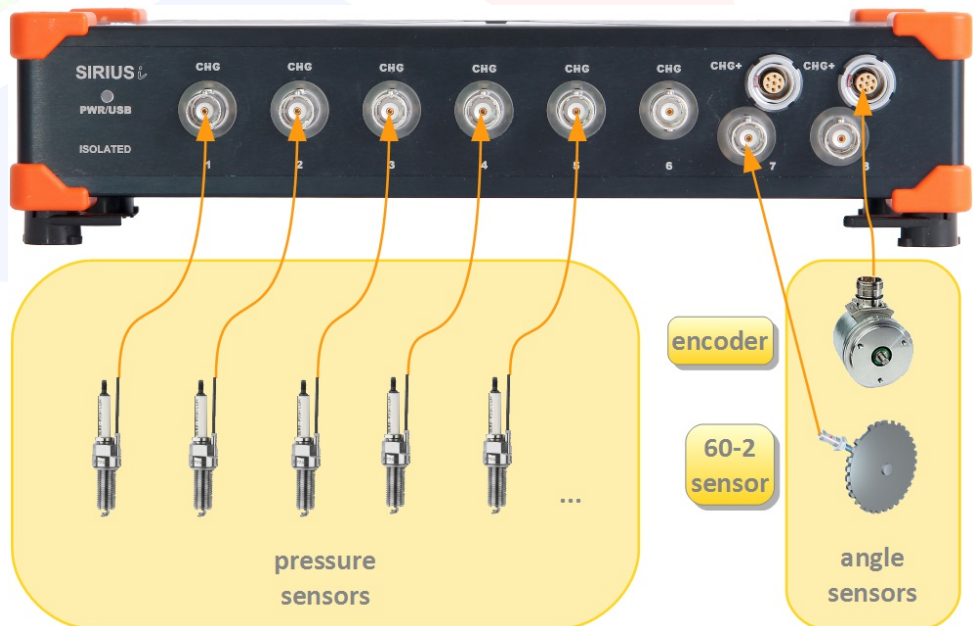 SIRIUS i
PWR/USB
ISOLATED
CHG CHG CHG CHG CHG CHG CHG+ CHG+
1 2 3 4 5 6 7 8
encoder
60-2
sensor
...
pressure
sensors
angle
sensors